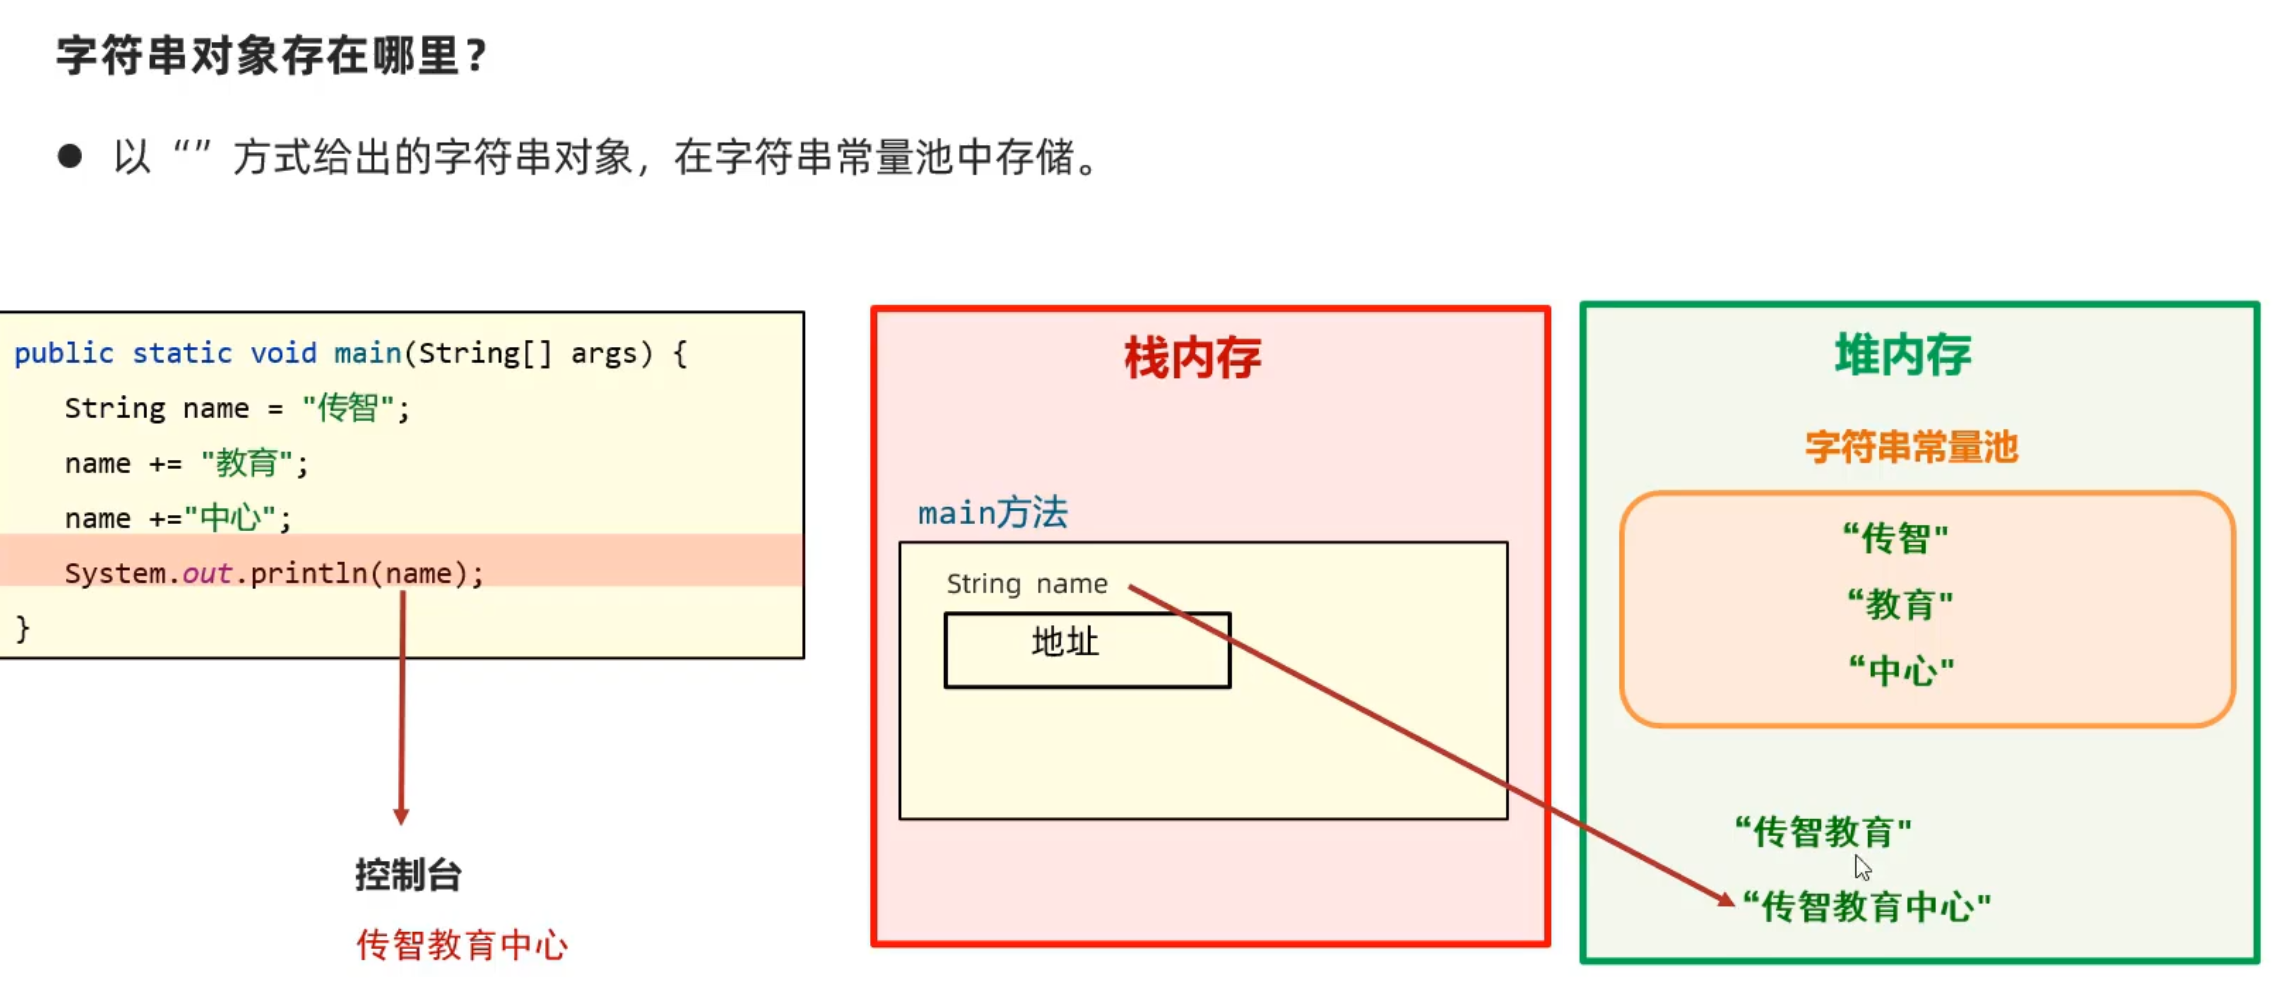 字符串对象存在哪里？
● 以“”方式给出的字符串对象，在字符串常量池中存储。
public static void main(String[] args) {
String name = "传智";
name += "教育";
name +="中心";
System.out.println(name);
}
控制台
传智教育中心
栈内存
main方法
String name
地址
堆内存
字符串常量池
“传智"
“教育"
“中心"
“传智教育"
“传智教育中心"